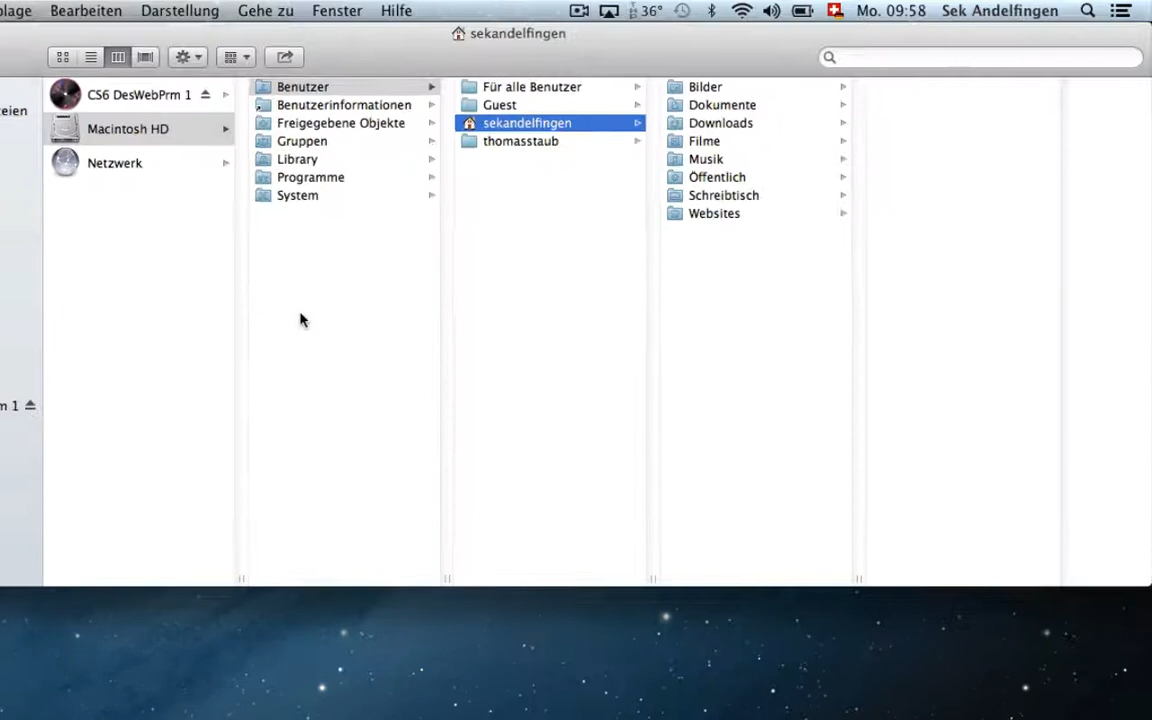 plage Bearbeiten Darstellung Gehe zu Fenster Hilfe 36° Mo. 09:58 Sek Andelfingen
sekandelfingen
CS6 DesWebPrm 1
Macintosh HD
Netzwerk
eien
m 1
Benutzer
Benutzerinformationen
Freigegebene Objekte
Gruppen
Library
Programme
System
Für alle Benutzer
Guest
sekandelfingen
thomasstaub
Bilder
Dokumente
Downloads
Filme
Musik
Öffentlich
Schreibtisch
Websites